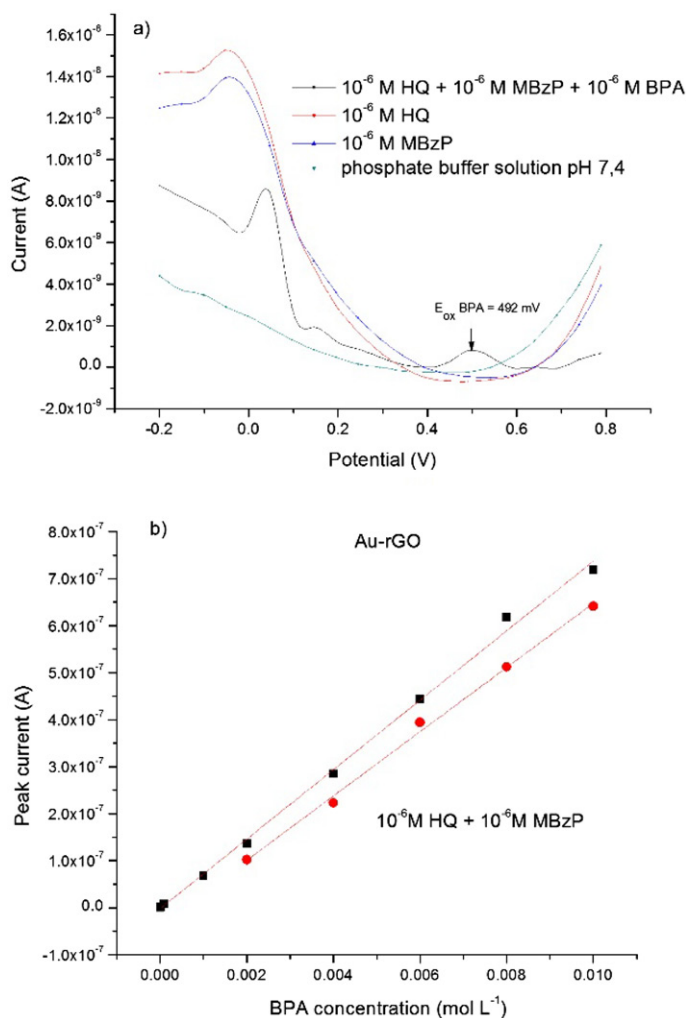 a)
1.6x10⁻⁸
1.4x10⁻⁸
1.2x10⁻⁸
1.0x10⁻⁸
8.0x10⁻⁹
6.0x10⁻⁹
4.0x10⁻⁹
2.0x10⁻⁹
0.0
-2.0x10⁻⁹
Current (A)
10⁻⁶ M HQ + 10⁻⁶ M MBzP + 10⁻⁶ M BPA
10⁻⁶ M HQ
10⁻⁶ M MBzP
phosphate buffer solution pH 7,4
Eₒₓ BPA = 492 mV
-0.2 0.0 0.2 0.4 0.6 0.8
Potential (V)
b)
Au-rGO
8.0x10⁻⁷
7.0x10⁻⁷
6.0x10⁻⁷
5.0x10⁻⁷
4.0x10⁻⁷
3.0x10⁻⁷
2.0x10⁻⁷
1.0x10⁻⁷
0.0
-1.0x10⁻⁷
Peak current (A)
10⁻⁶M HQ + 10⁻⁶M MBzP
0.000 0.002 0.004 0.006 0.008 0.010
BPA concentration (mol L⁻¹)